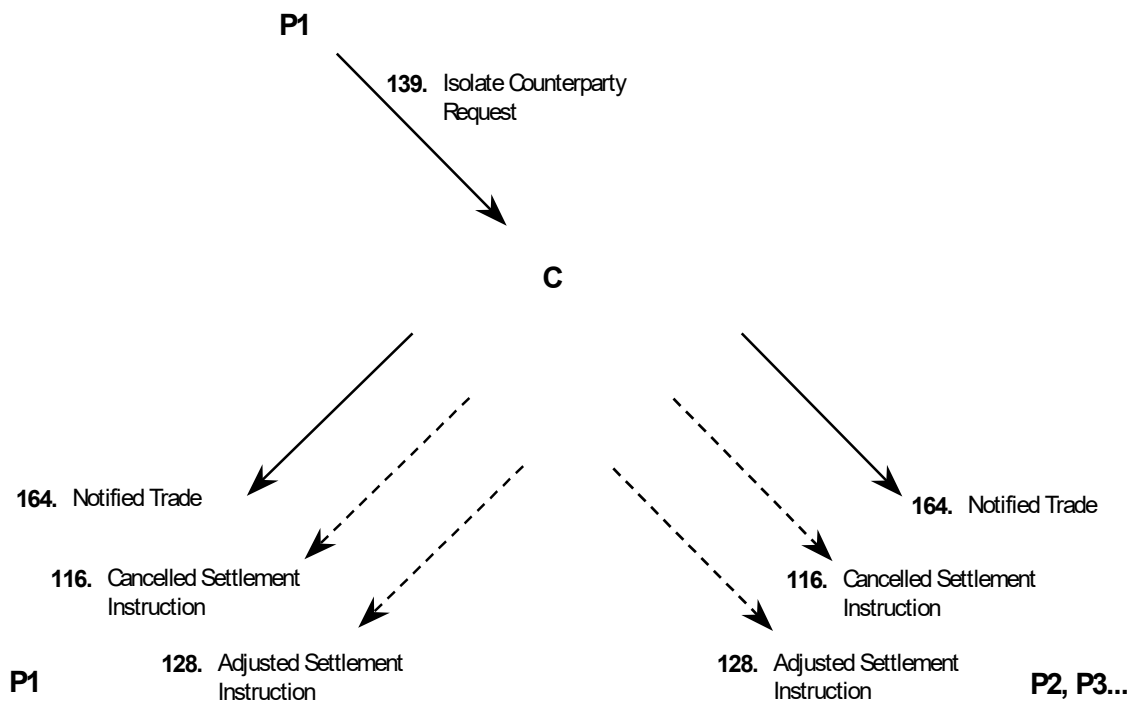 P1
139. Isolate Counterparty
Request
C
164. Notified Trade
164. Notified Trade
116. Cancelled Settlement
Instruction
116. Cancelled Settlement
Instruction
128. Adjusted Settlement
Instruction
128. Adjusted Settlement
Instruction
P1
P2, P3...